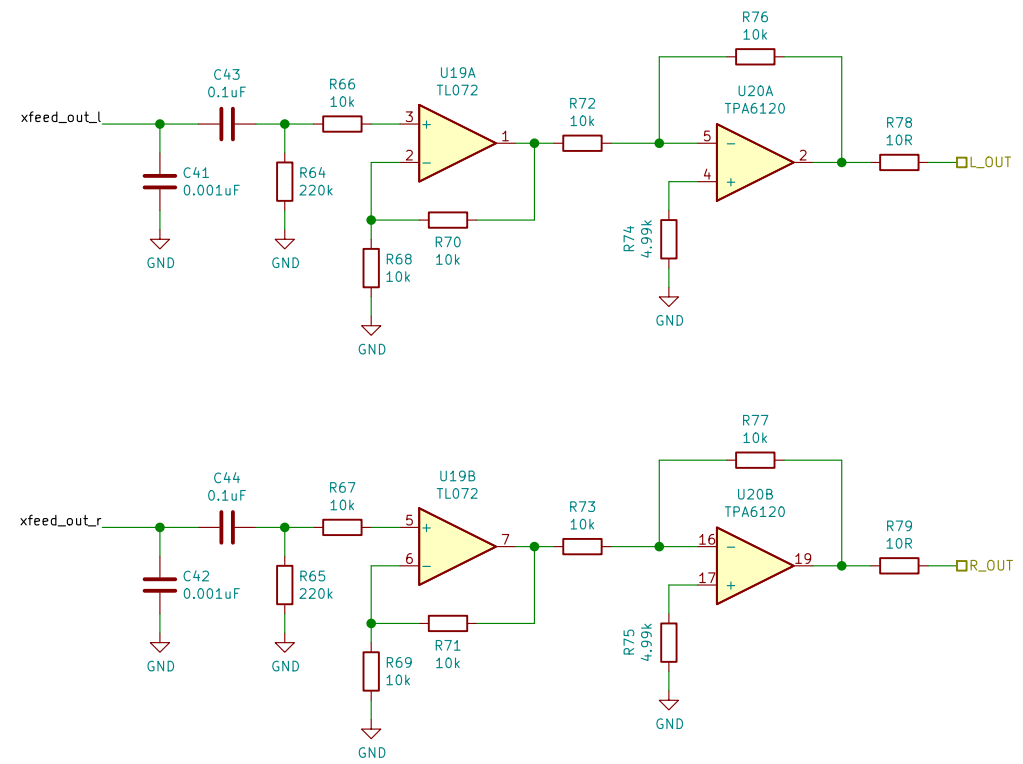 R76
10k
C43
0.1uF
U19A
TL072
R66
10k
U20A
TPA6120
R72
10k
xfeed_out_l
3
+
1
5
−
R78
10R
2
−
4
+
2
L_OUT
C41
0.001uF
R64
220k
R74
4.99k
R70
10k
R68
10k
GND
GND
GND
GND
R77
10k
C44
0.1uF
U19B
TL072
R67
10k
U20B
TPA6120
R73
10k
xfeed_out_r
5
+
7
16
−
R79
10R
6
−
17
+
19
R_OUT
C42
0.001uF
R65
220k
R75
4.99k
R71
10k
R69
10k
GND
GND
GND
GND